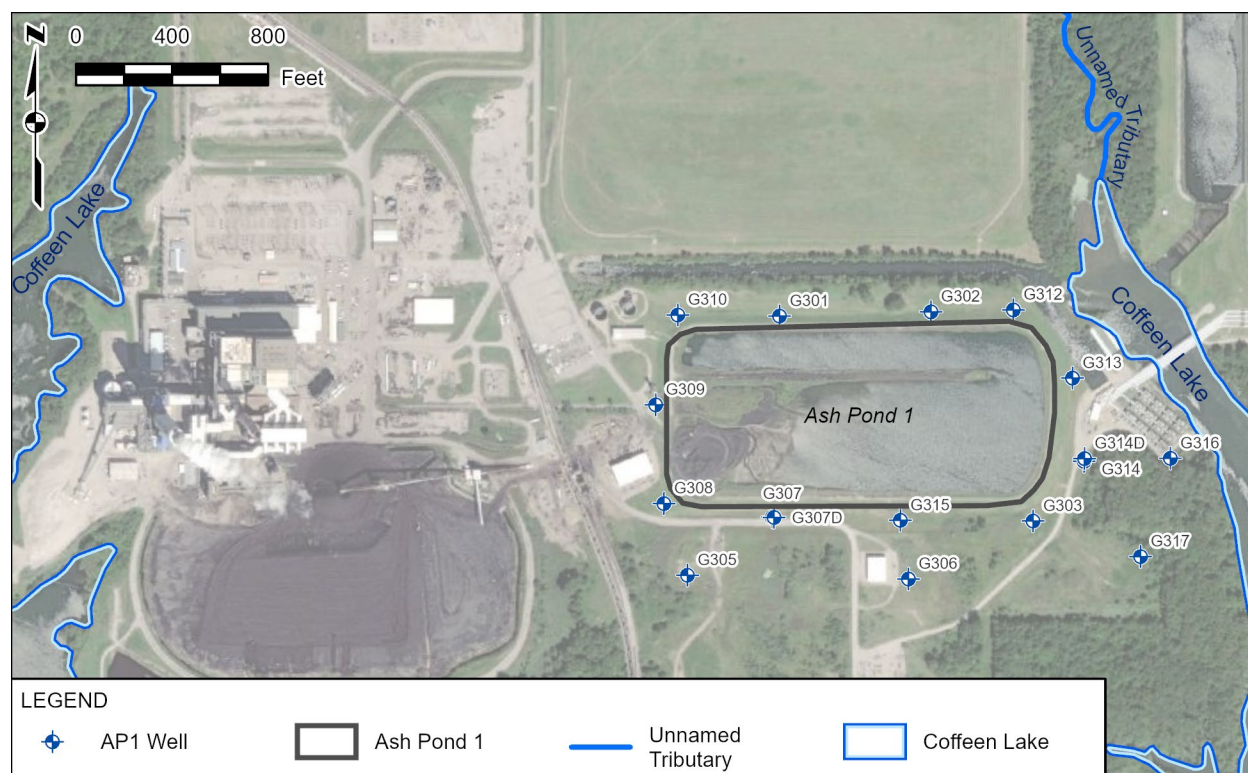 N
0 400 800
Feet
Unnamed Tributary
Coffeen Lake
Coffeen Lake
G310
G301
G302
G312
G313
G309
Ash Pond 1
G314D
G314
G316
G308
G307
G307D
G315
G303
G317
G305
G306
LEGEND
AP1 Well
Ash Pond 1
Unnamed
Tributary
Coffeen Lake